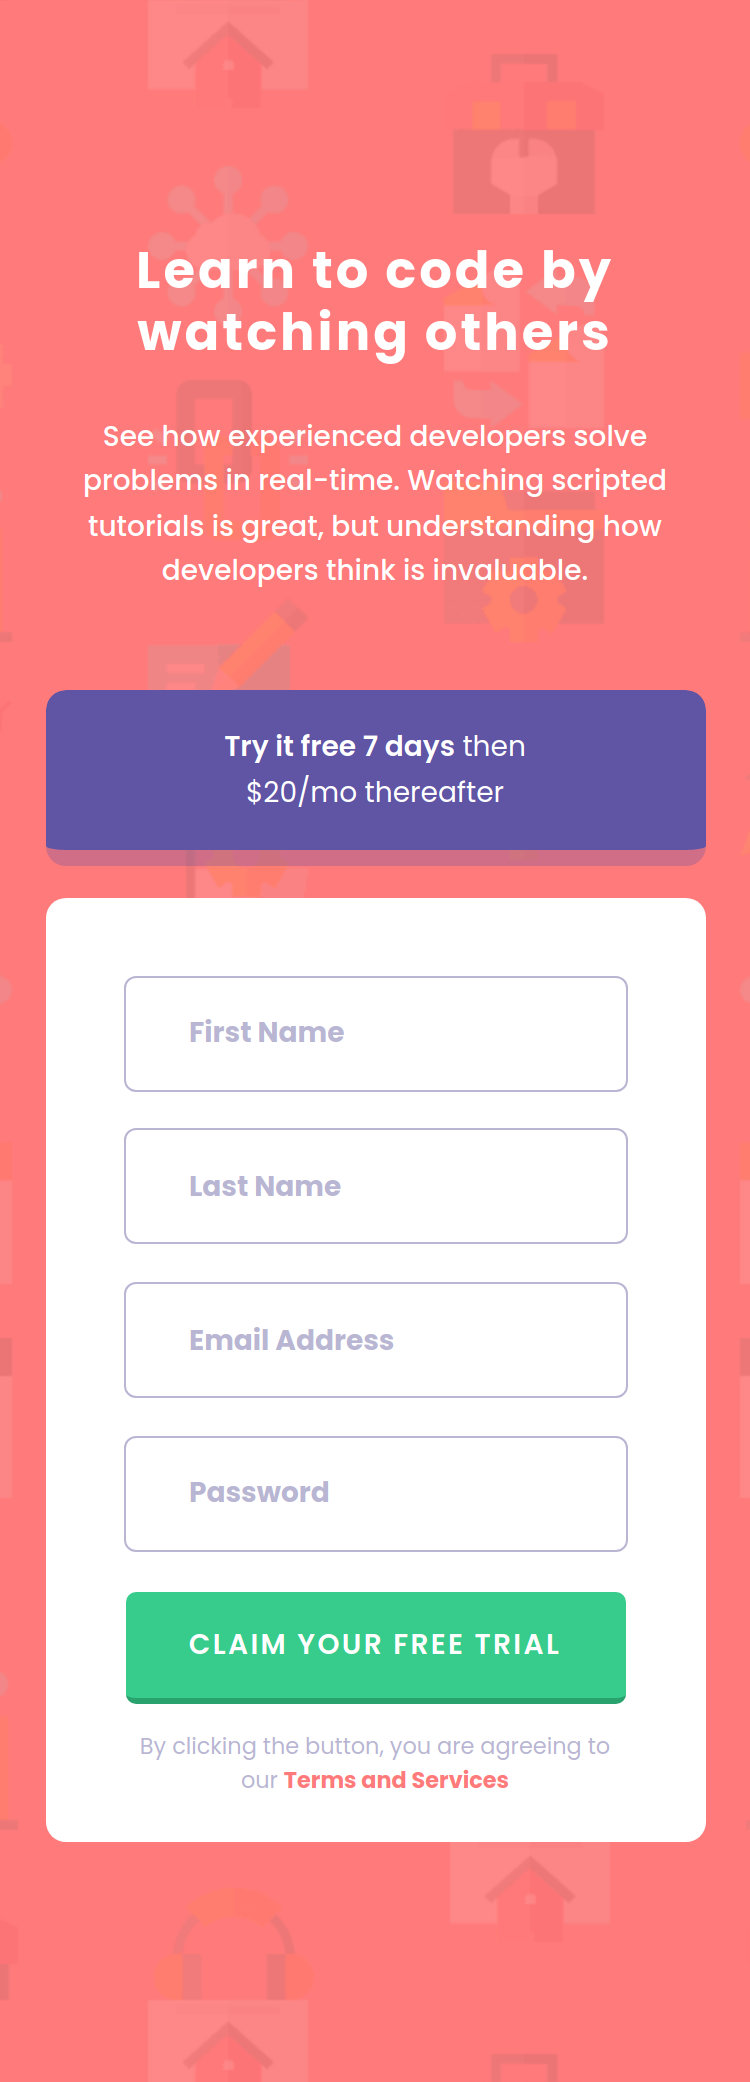 Learn to code by
watching others
See how experienced developers solve
problems in real-time. Watching scripted
tutorials is great, but understanding how
developers think is invaluable.
Try it free 7 days then
$20/mo thereafter
First Name
Last Name
Email Address
Password
CLAIM YOUR FREE TRIAL
By clicking the button, you are agreeing to
our Terms and Services